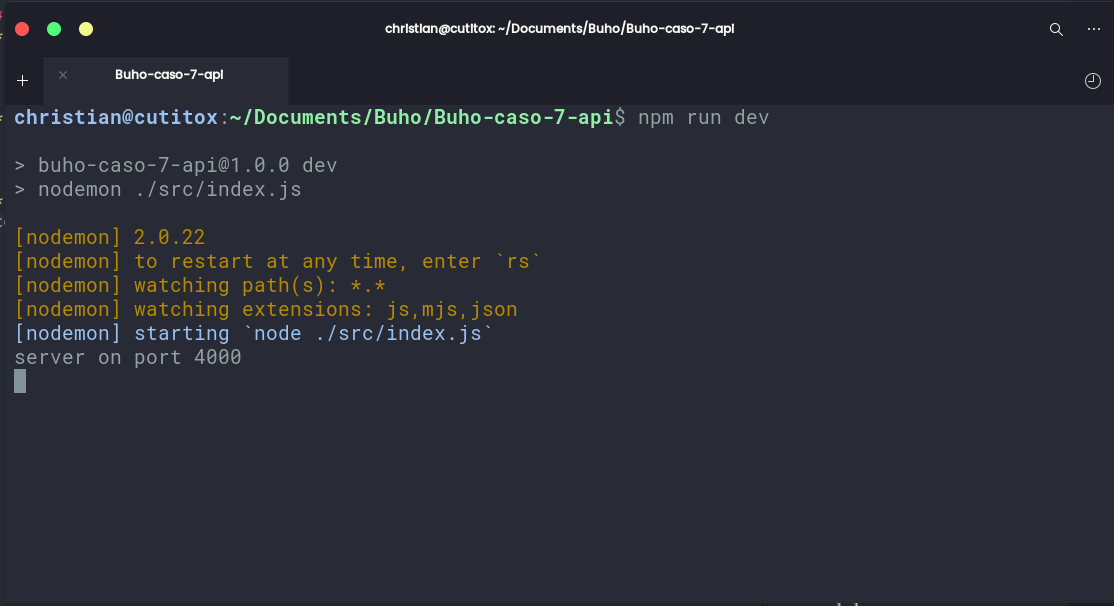 christian@cutitox: ~/Documents/Buho/Buho-caso-7-api
Buho-caso-7-api
christian@cutitox:~/Documents/Buho/Buho-caso-7-api$ npm run dev
> buho-caso-7-api@1.0.0 dev
> nodemon ./src/index.js
[nodemon] 2.0.22
[nodemon] to restart at any time, enter `rs`
[nodemon] watching path(s): *.*
[nodemon] watching extensions: js,mjs,json
[nodemon] starting `node ./src/index.js`
server on port 4000